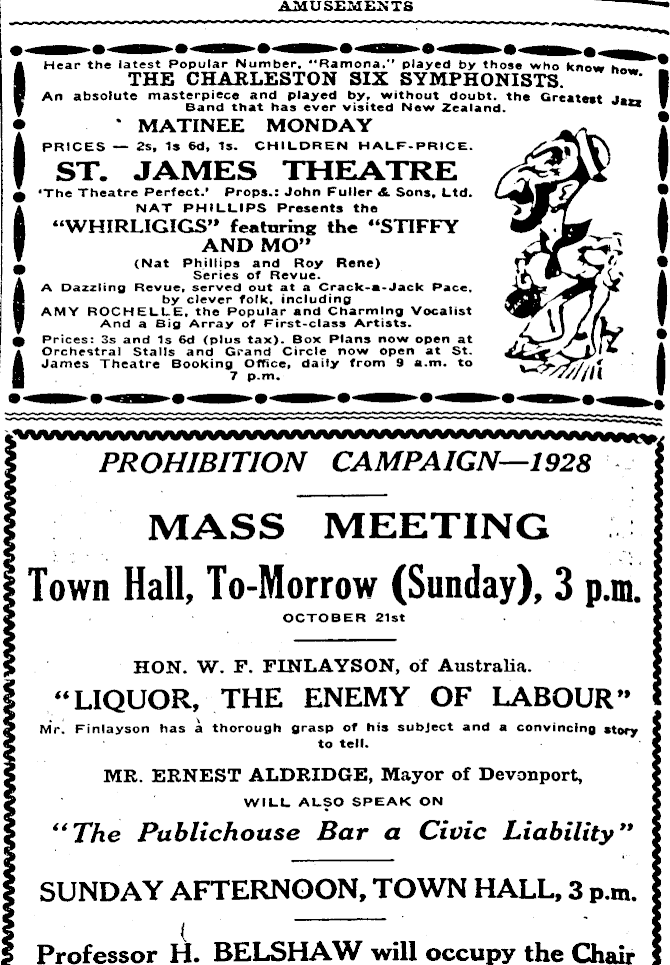 AMUSEMENTS
Hear the latest Popular Number, "Ramona," played by those who know how.
THE CHARLESTON SIX SYMPHONISTS.
An absolute masterpiece and played by, without doubt, the Greatest Jazz
Band that has ever visited New Zealand.
MATINEE MONDAY
PRICES — 2s, 1s 6d, 1s. CHILDREN HALF-PRICE.
ST. JAMES THEATRE
'The Theatre Perfect.' Props.: John Fuller & Sons, Ltd.
NAT PHILLIPS Presents the
"WHIRLIGIGS" featuring the "STIFFY
AND MO"
(Nat Phillips and Roy Rene)
Series of Revue.
A Dazzling Revue, served out at a Crack-a-Jack Pace,
by clever folk, including
AMY ROCHELLE, the Popular and Charming Vocalist
And a Big Array of First-class Artists.
Prices: 3s and 1s 6d (plus tax). Box Plans now open at
Orchestral Stalls and Grand Circle now open at St.
James Theatre Booking Office, daily from 9 a.m. to
7 p.m.
PROHIBITION CAMPAIGN—1928
MASS MEETING
Town Hall, To-Morrow (Sunday), 3 p.m.
OCTOBER 21st
HON. W. F. FINLAYSON, of Australia.
"LIQUOR, THE ENEMY OF LABOUR"
Mr. Finlayson has a thorough grasp of his subject and a convincing story
to tell.
MR. ERNEST ALDRIDGE, Mayor of Devonport,
WILL ALSO SPEAK ON
"The Publichouse Bar a Civic Liability"
SUNDAY AFTERNOON, TOWN HALL, 3 p.m.
Professor H. BELSHAW will occupy the Chair